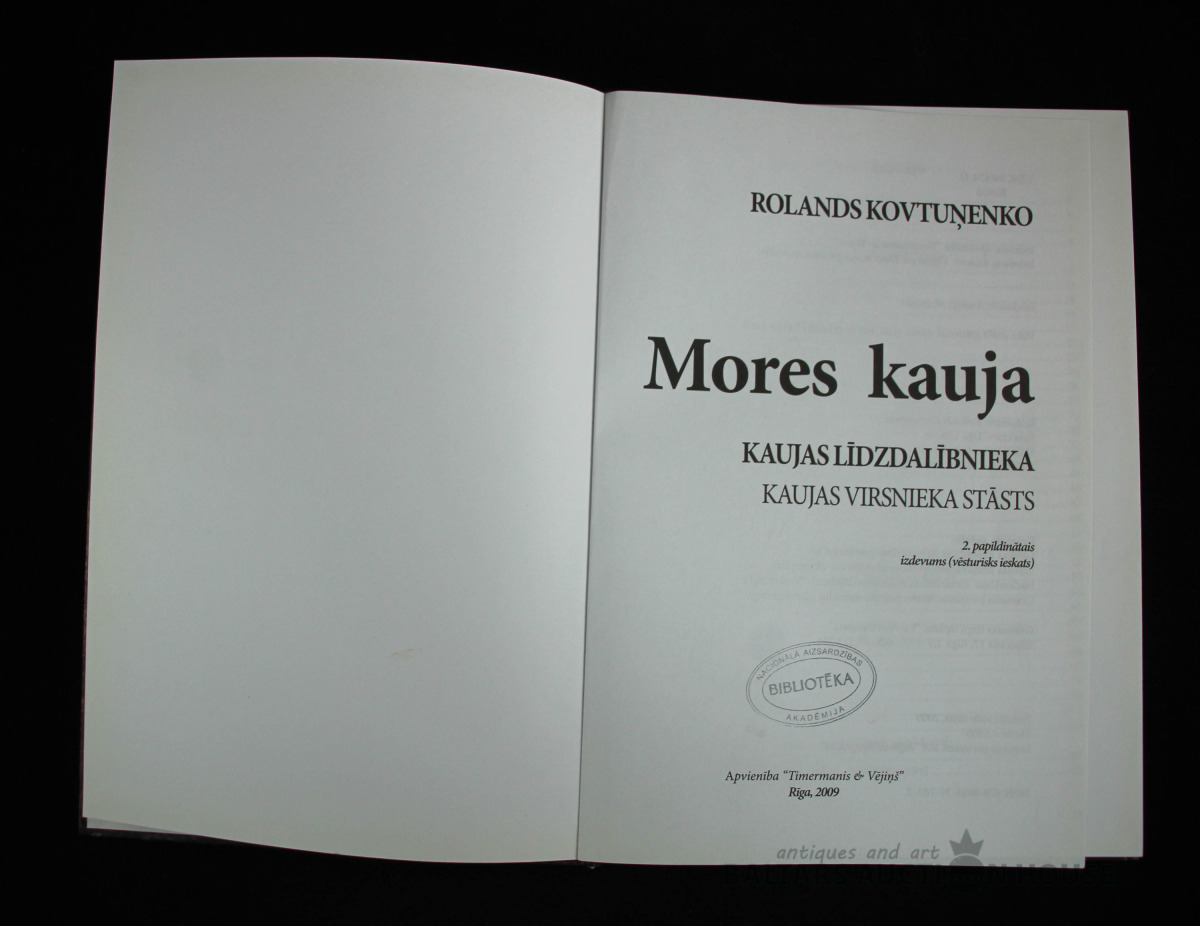 ROLANDS KOVTUŅENKO
Mores kauja
KAUJAS LĪDZDALĪBNIEKA
KAUJAS VIRSNIEKA STĀSTS
2. papildinātais
izdevums (vēsturisks ieskats)
NACIONĀLĀ AIZSARDZĪBAS
BIBLIOTĒKA
AKADĒMIJA
Apvienība "Timermanis & Vējiņš"
Rīga, 2009
antiques and art